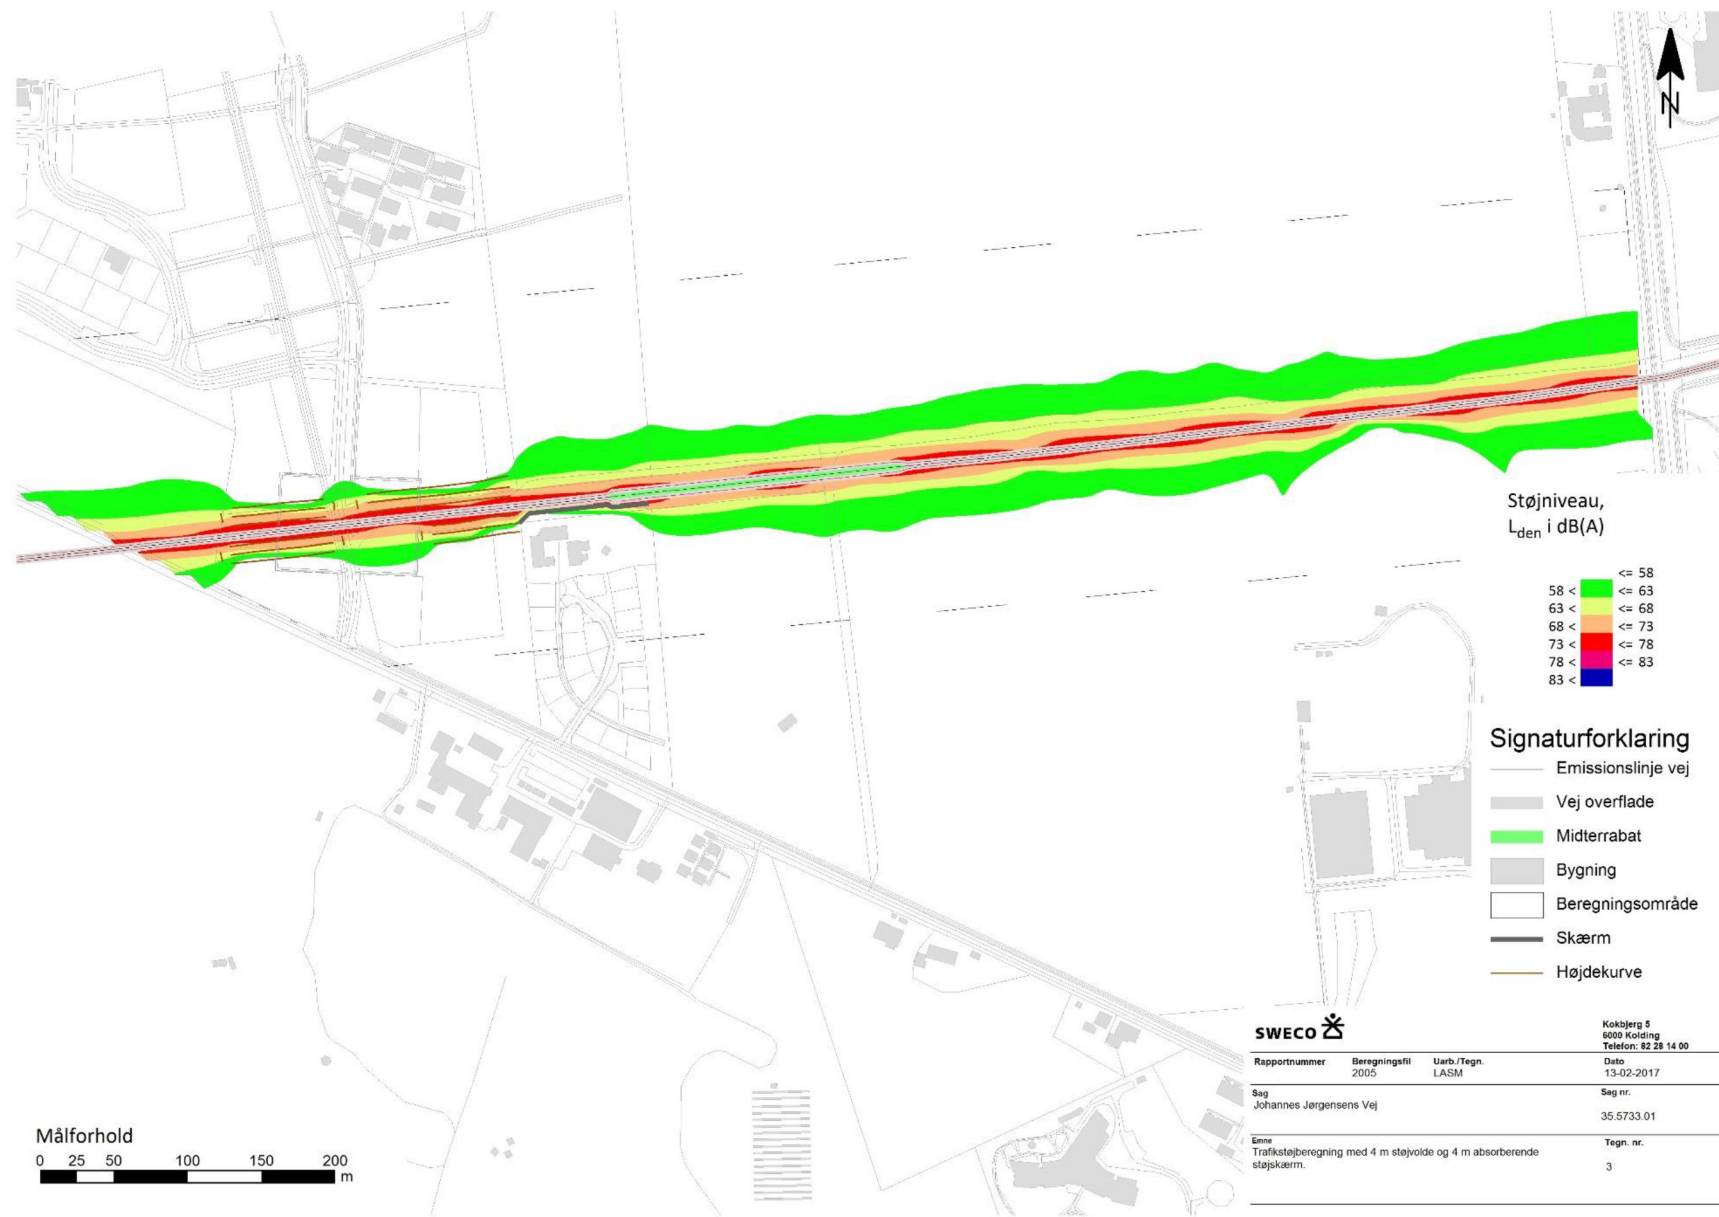 N
Støjniveau,
Lden i dB(A)
<= 58
58 < <= 63
63 < <= 68
68 < <= 73
73 < <= 78
78 < <= 83
83 <
Signaturforklaring
Emissionslinje vej
Vej overflade
Midterrabat
Bygning
Beregningsområde
Skærm
Højdekurve
SWECO
Kokbjerg 5
6000 Kolding
Telefon: 82 28 14 00
Rapportnummer Beregningsfil Uarb./Tegn. Dato
2005 LASM 13-02-2017
Sag Søg nr.
Johannes Jørgensens Vej
35.5733.01
Emne Tegn. nr.
Trafikstøjberegning med 4 m støjvolde og 4 m absorberende
støjskærm.
3
Målforhold
0 25 50 100 150 200
m